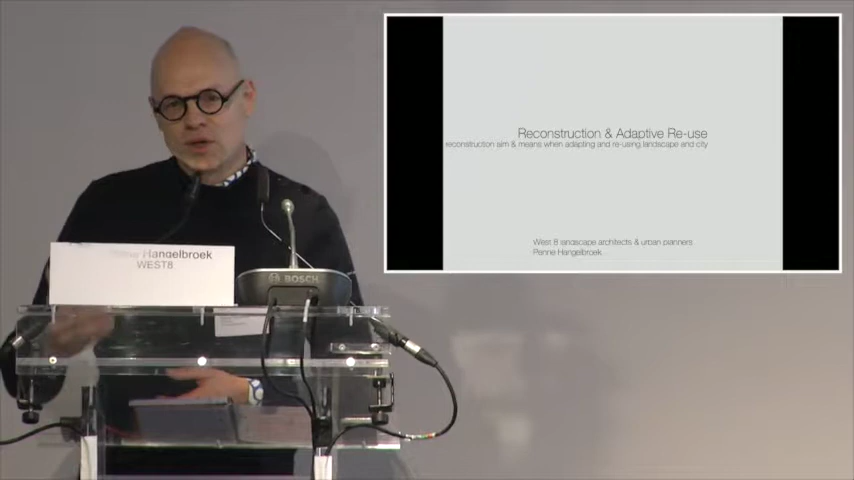 Reconstruction & Adaptive Re-use
reconstruction aim & means when adapting and re-using landscape and city
West 8 landscape architects & urban planners
Penne Hangelbroek
Hangelbroek
WEST8
BOSCH